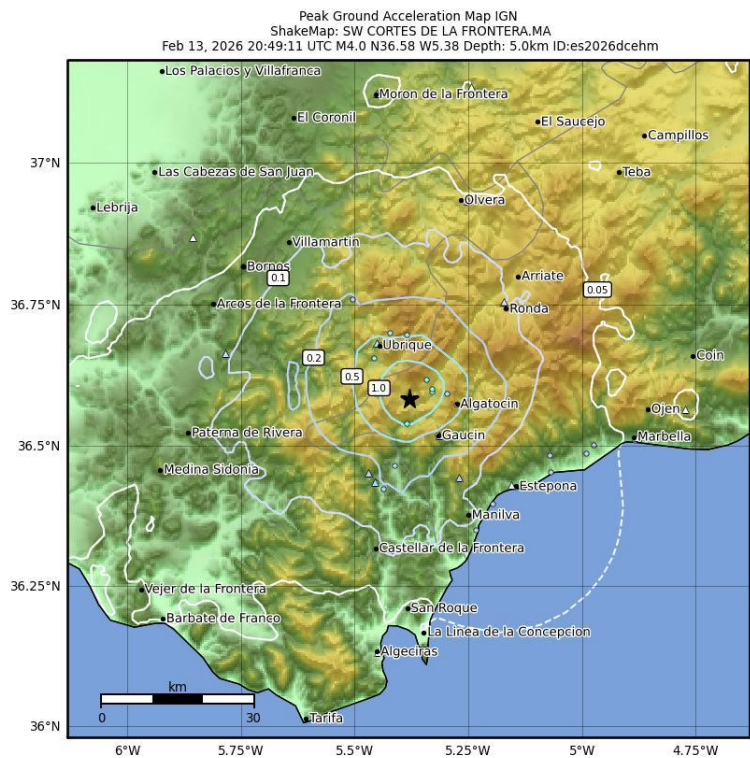 Peak Ground Acceleration Map IGN
ShakeMap: SW CORTES DE LA FRONTERA.MA
Feb 13, 2026 20:49:11 UTC M4.0 N36.58 W5.38 Depth: 5.0km ID:es2026dcehm
Los Palacios y Villafranca
Moron de la Frontera
El Coronil
El Saucejo
Campillos
37°N
Las Cabezas de San Juan
Teba
Lebrija
Olvera
Villamartin
Bornos
0.1
Arriate
0.05
36.75°N
Arcos de la Frontera
Ronda
Ubrique
0.2
Coin
0.5
1.0
Algatocin
Ojen
Paterna de Rivera
Gaucin
Marbella
36.5°N
Medina Sidonia
Estepona
Manilva
Castellar de la Frontera
36.25°N
Vejer de la Frontera
San Roque
Barbate de Franco
La Linea de la Concepcion
Algeciras
km
0 30
Tarifa
36°N
6°W 5.75°W 5.5°W 5.25°W 5°W 4.75°W